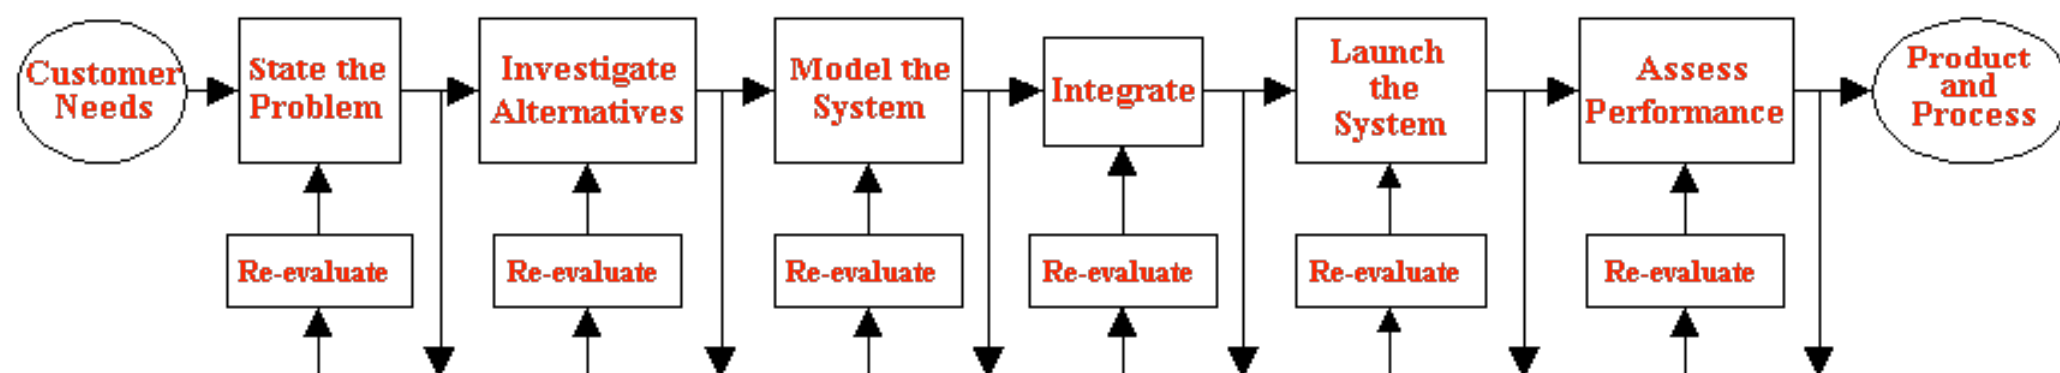 Customer
Needs
State the
Problem
Investigate
Alternatives
Model the
System
Integrate
Launch
the
System
Assess
Performance
Product
and
Process
Re-evaluate
Re-evaluate
Re-evaluate
Re-evaluate
Re-evaluate
Re-evaluate